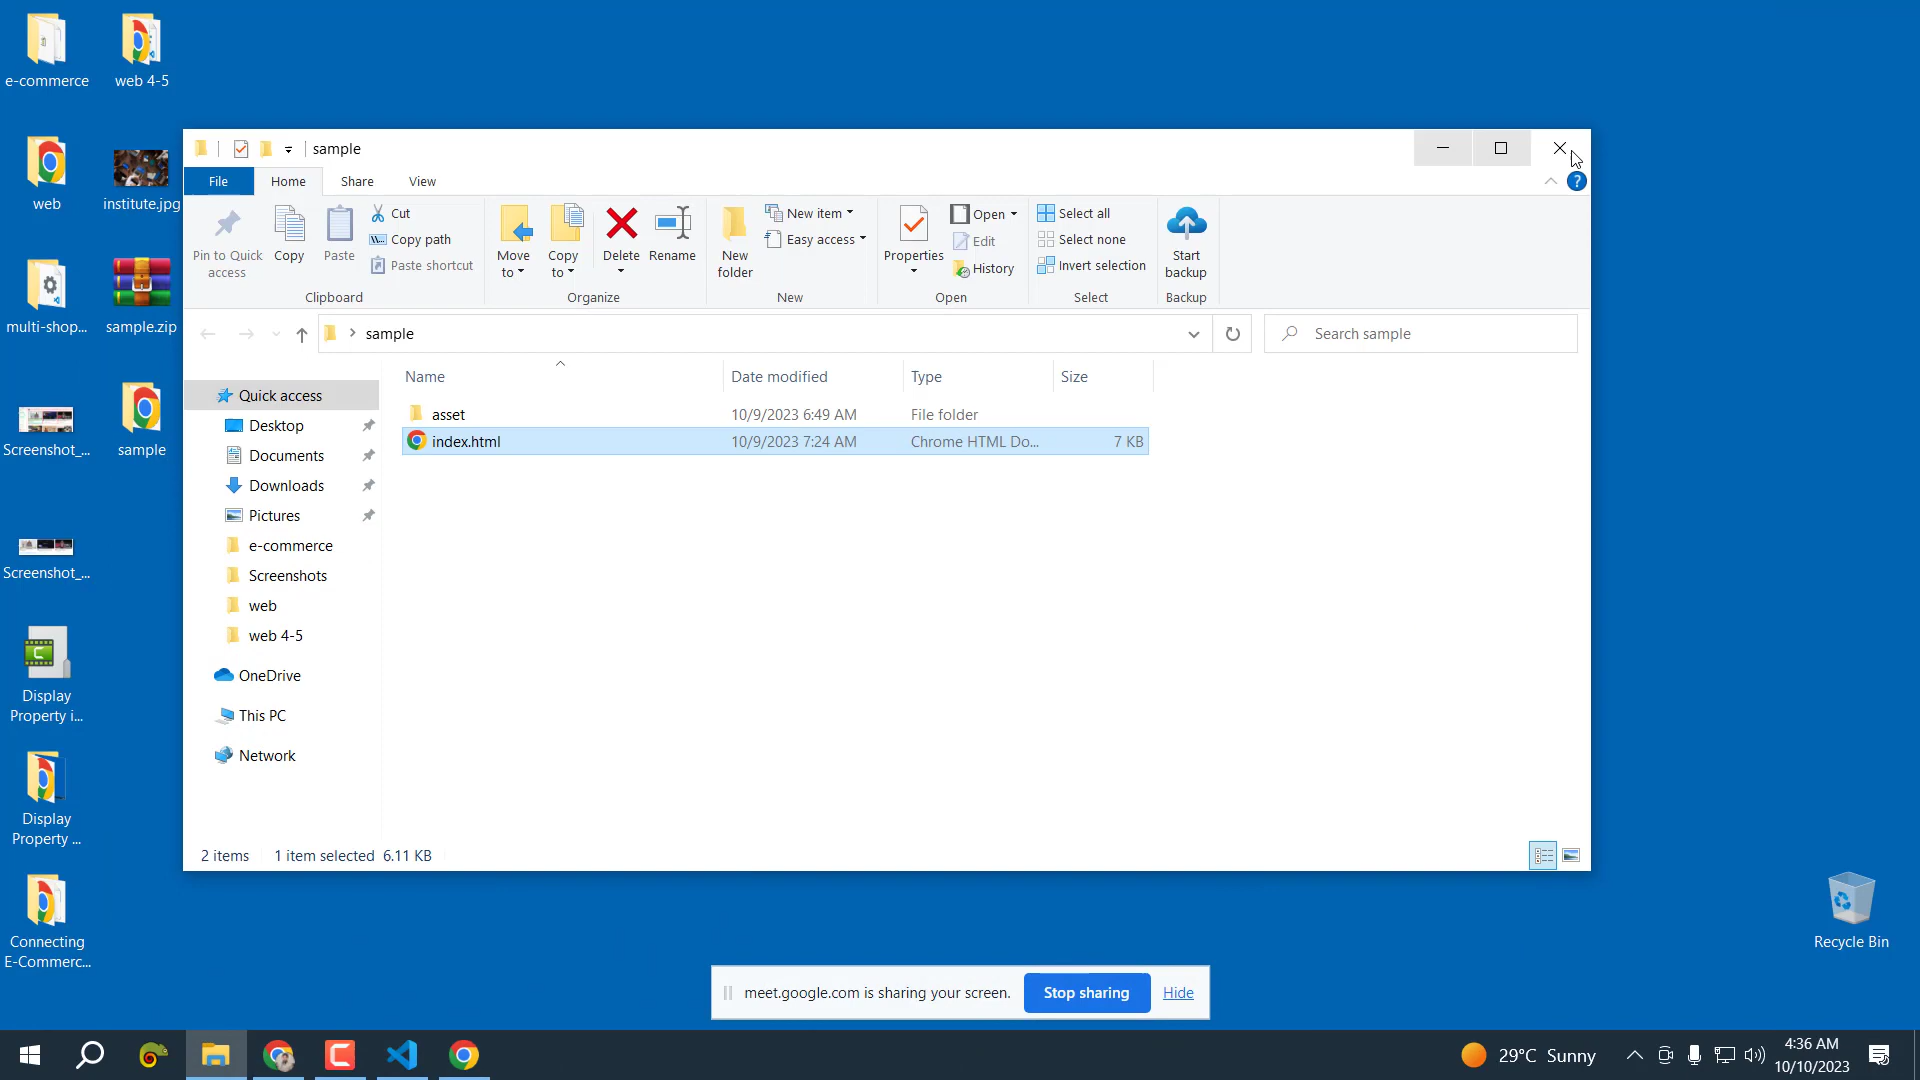 e-commerce
web 4-5
web
institute.jpg
multi-shop...
sample.zip
Screenshot_...
sample
Screenshot_...
Display
Property i...
Display
Property ...
Connecting
E-Commerc...
sample
File
Home
Share
View
?
Pin to Quick
access
Copy
Paste
Cut
Copy path
Paste shortcut
Clipboard
Move
to
Copy
to
Delete
Rename
Organize
New
folder
New item
Easy access
New
Properties
Open
Edit
History
Open
Select all
Select none
Invert selection
Select
Start
backup
Backup
sample
Search sample
Name
Date modified
Type
Size
asset
10/9/2023 6:49 AM
File folder
index.html
10/9/2023 7:24 AM
Chrome HTML Do...
7 KB
Quick access
Desktop
Documents
Downloads
Pictures
e-commerce
Screenshots
web
web 4-5
OneDrive
This PC
Network
2 items
1 item selected 6.11 KB
Recycle Bin
meet.google.com is sharing your screen.
Stop sharing
Hide
29°C Sunny
4:36 AM
10/10/2023